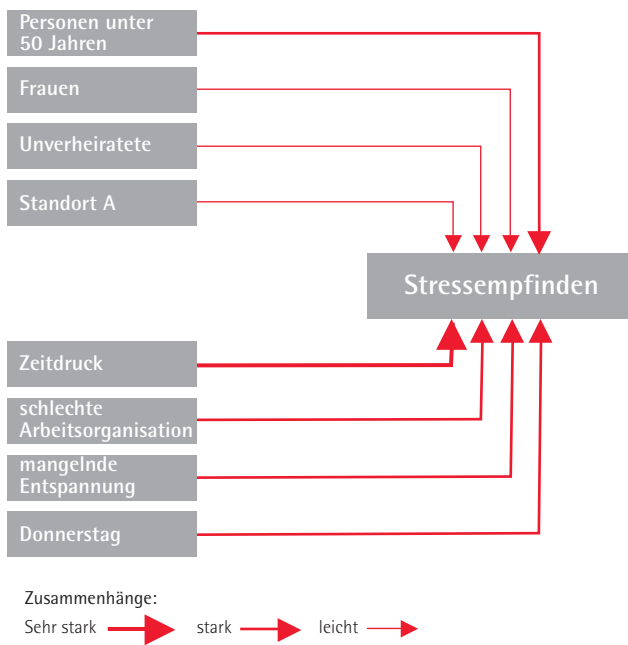 Personen unter
50 Jahren
Frauen
Unverheiratete
Standort A
Stressempfinden
Zeitdruck
schlechte
Arbeitsorganisation
mangelnde
Entspannung
Donnerstag
Zusammenhänge:
Sehr stark stark leicht